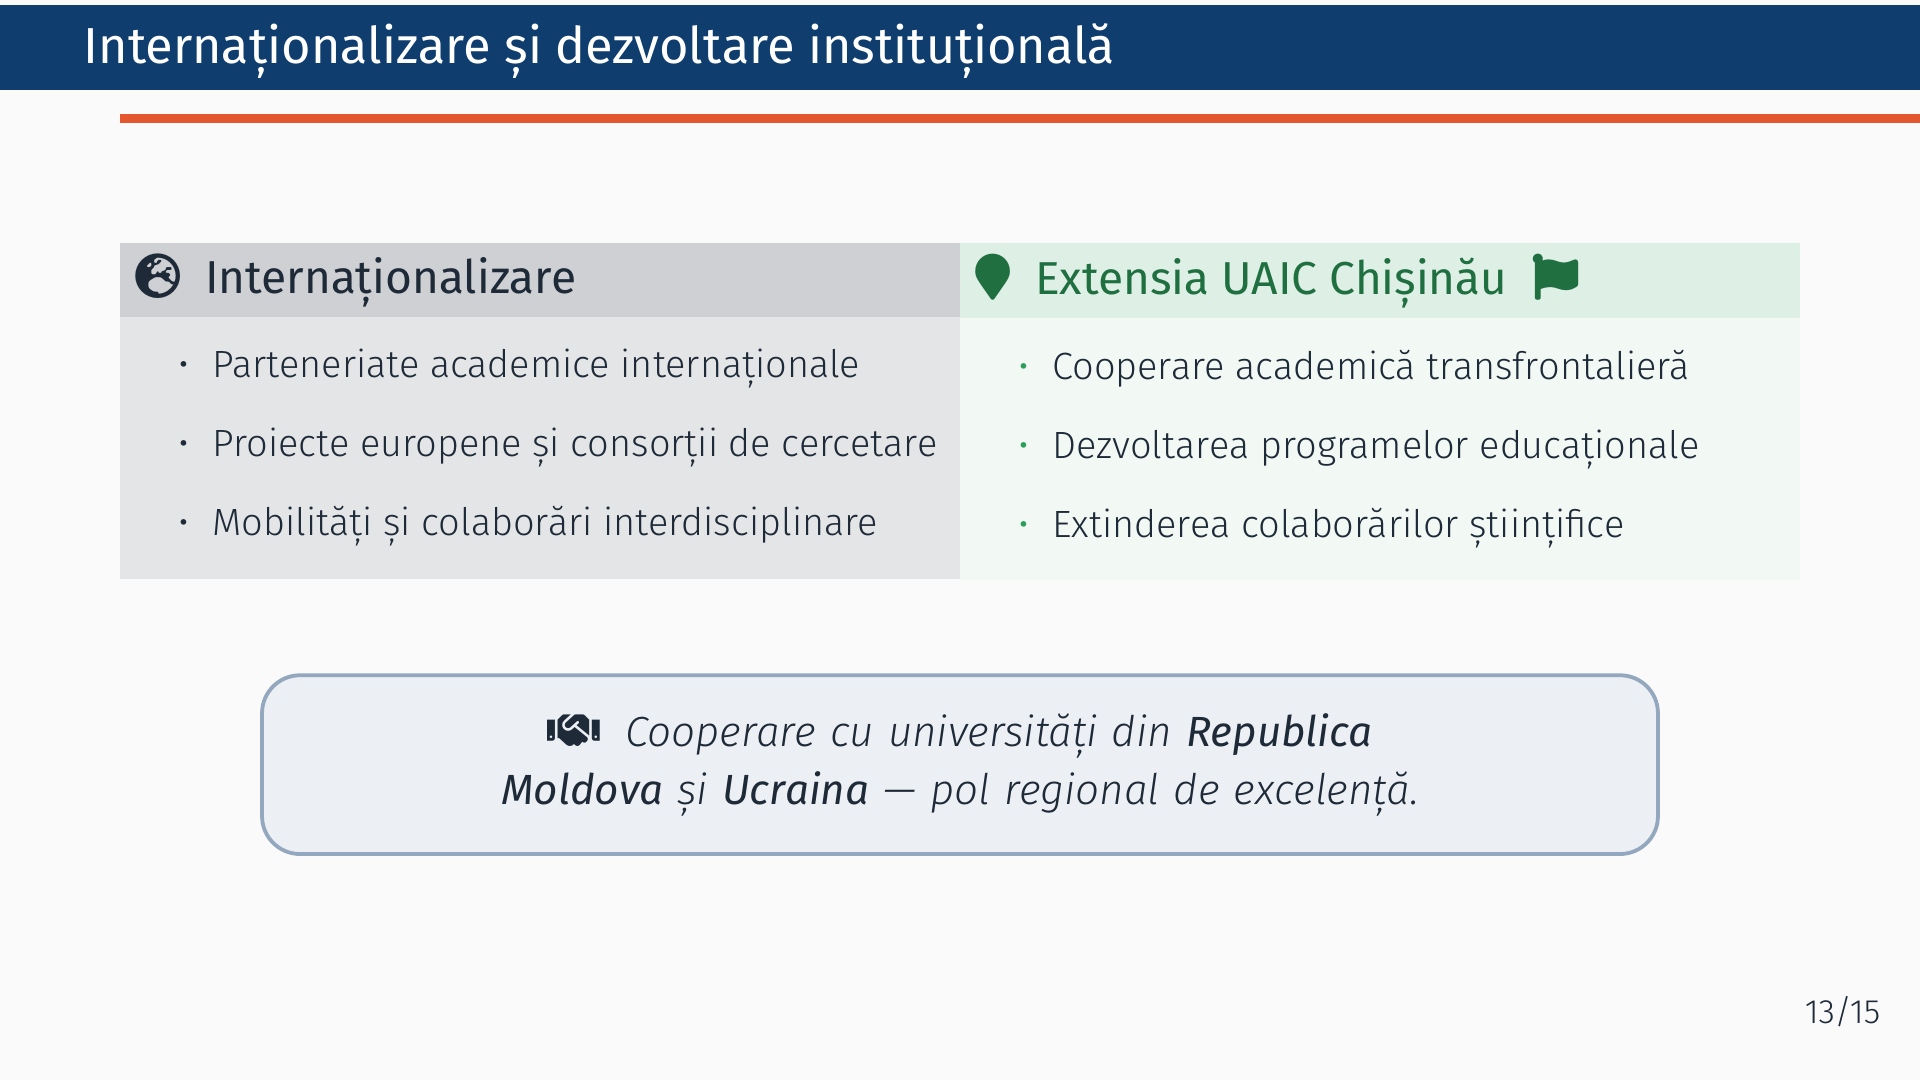 Internaționalizare și dezvoltare instituțională
Internaționalizare
• Parteneriate academice internaționale
• Proiecte europene și consorții de cercetare
• Mobilități și colaborări interdisciplinare
Extensia UAIC Chișinău
• Cooperare academică transfrontalieră
• Dezvoltarea programelor educaționale
• Extinderea colaborărilor științifice
Cooperare cu universități din Republica
Moldova și Ucraina — pol regional de excelență.
13/15